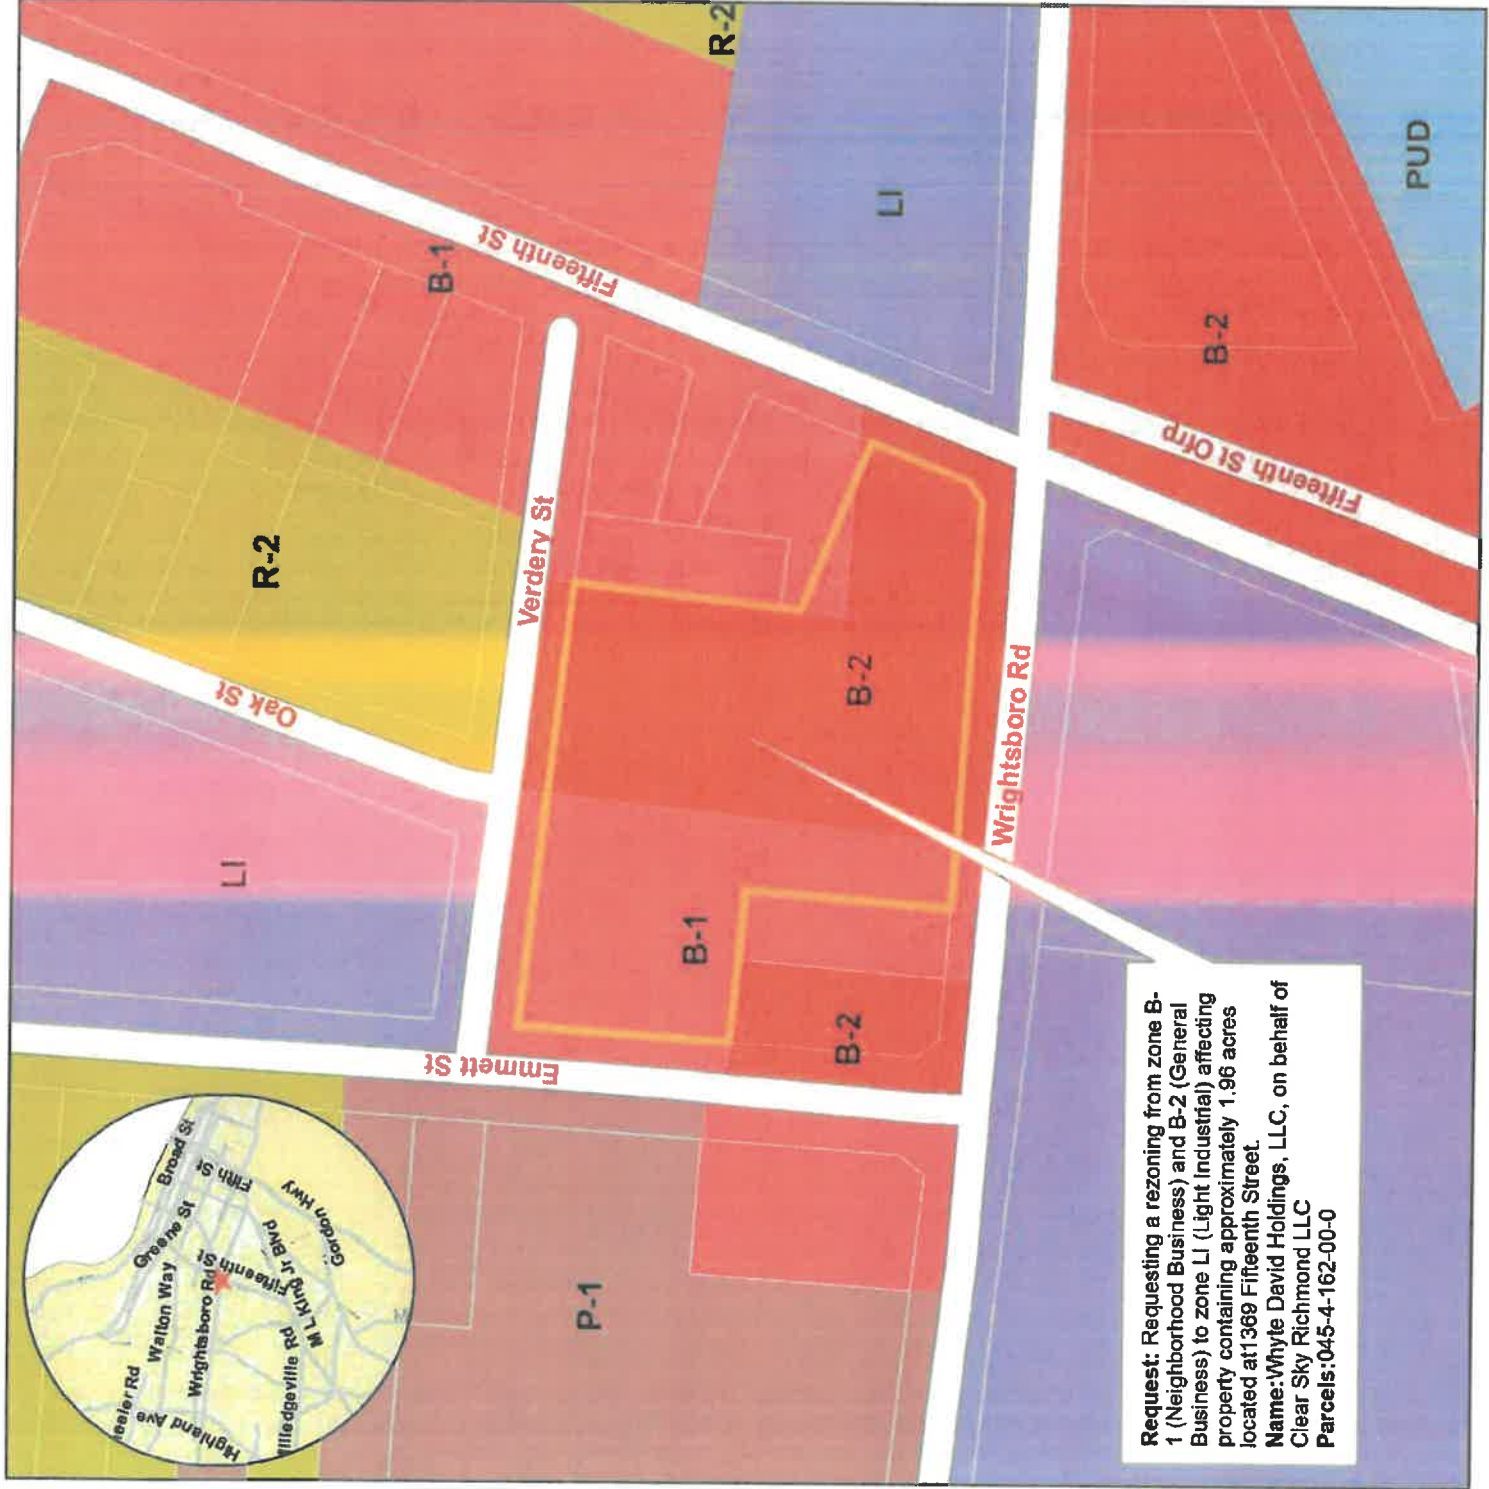 R-2
B-1
Fifteenth St
LI
PUD
B-2
Fifteenth St Ofrp
R-2
Oak St
Verdery St
LI
B-2
Wrightsboro Rd
B-1
B-2
Emmett St
P-1
Broad St
Fifth St
Greene St
Gordon Hwy
Walton Way
Fifteenth St
M L King Jr Blvd
Wrightsboro Rd
Highland Ave
Request: Requesting a rezoning from zone B-
1 (Neighborhood Business) and B-2 (General
Business) to zone LI (Light Industrial) affecting
property containing approximately 1.96 acres
located at1369 Fifteenth Street.
Name:Whyte David Holdings, LLC, on behalf of
Clear Sky Richmond LLC
Parcels:045-4-162-00-0